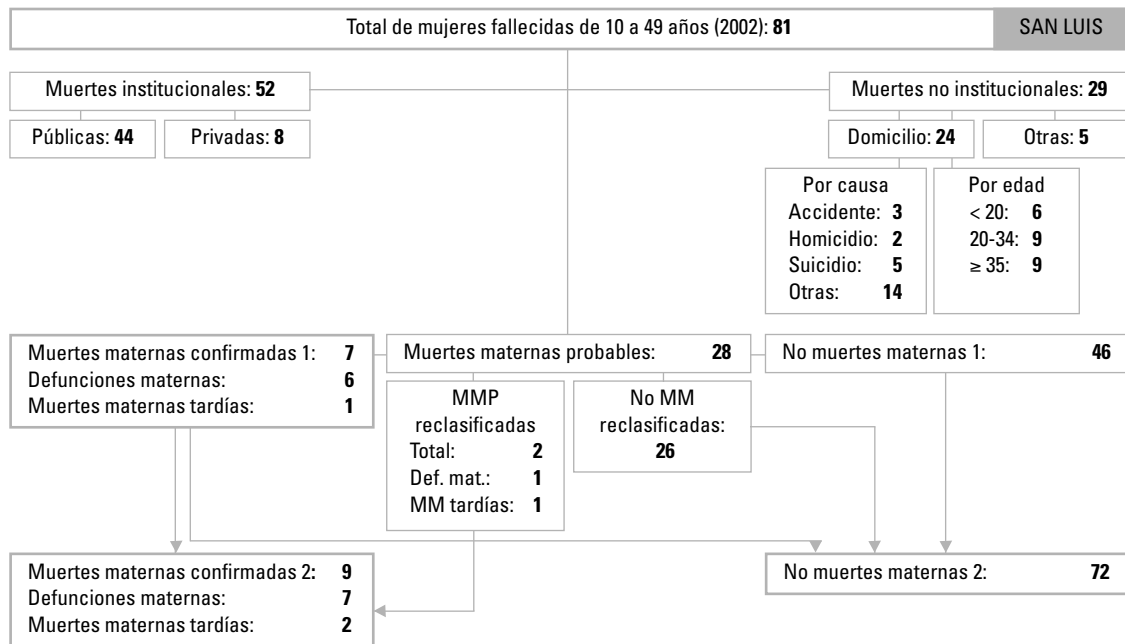 Total de mujeres fallecidas de 10 a 49 años (2002): 81
SAN LUIS
Muertes institucionales: 52
Muertes no institucionales: 29
Públicas: 44
Privadas: 8
Domicilio: 24
Otras: 5
Por causa
Accidente: 3
Homicidio: 2
Suicidio: 5
Otras: 14
Por edad
< 20: 6
20-34: 9
≥ 35: 9
Muertes maternas confirmadas 1: 7
Defunciones maternas: 6
Muertes maternas tardías: 1
Muertes maternas probables: 28
No muertes maternas 1: 46
MMP
reclasificadas
Total: 2
Def. mat.: 1
MM tardías: 1
No MM
reclasificadas:
26
Muertes maternas confirmadas 2: 9
Defunciones maternas: 7
Muertes maternas tardías: 2
No muertes maternas 2: 72